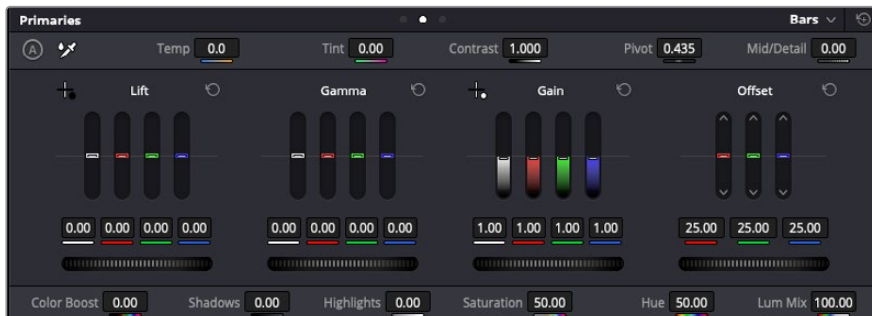 Primaries Bars
A Temp 0.0 Tint 0.00 Contrast 1.000 Pivot 0.435 Mid/Detail 0.00
Lift Gamma Gain Offset
0.00 0.00 0.00 0.00 0.00 0.00 0.00 0.00 1.00 1.00 1.00 1.00 25.00 25.00 25.00
Color Boost 0.00 Shadows 0.00 Highlights 0.00 Saturation 50.00 Hue 50.00 Lum Mix 100.00